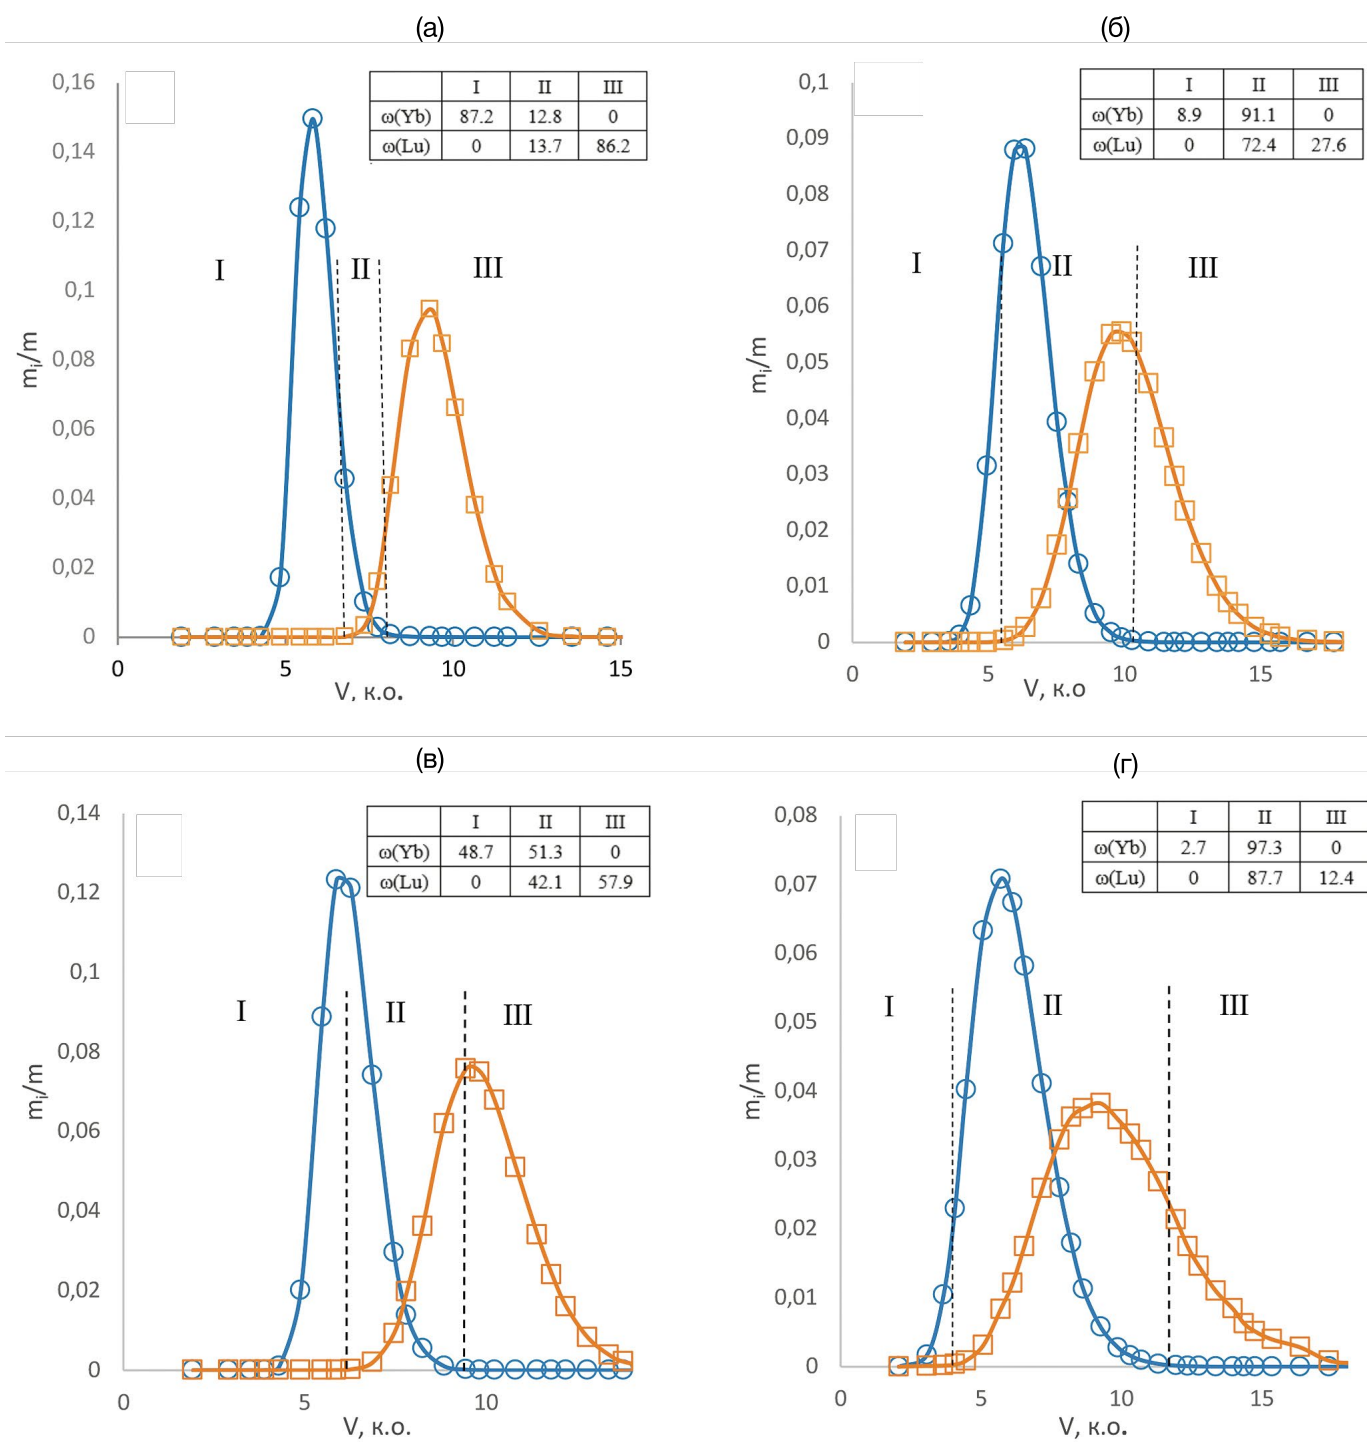 (а)
0,16
0,14
0,12
0,1
0,08
0,06
0,04
0,02
0
mᵢ/m
I II III
ω(Yb) 87.2 12.8 0
ω(Lu) 0 13.7 86.2
I II III
0 5 10 15
V, к.о.
(б)
0,1
0,09
0,08
0,07
0,06
0,05
0,04
0,03
0,02
0,01
0
mᵢ/m
I II III
ω(Yb) 8.9 91.1 0
ω(Lu) 0 72.4 27.6
I II III
0 5 10 15
V, к.о
(в)
0,14
0,12
0,1
0,08
0,06
0,04
0,02
0
mᵢ/m
I II III
ω(Yb) 48.7 51.3 0
ω(Lu) 0 42.1 57.9
I II III
0 5 10
V, к.о.
(г)
0,08
0,07
0,06
0,05
0,04
0,03
0,02
0,01
0
mᵢ/m
I II III
ω(Yb) 2.7 97.3 0
ω(Lu) 0 87.7 12.4
I II III
0 5 10 15
V, к.о.